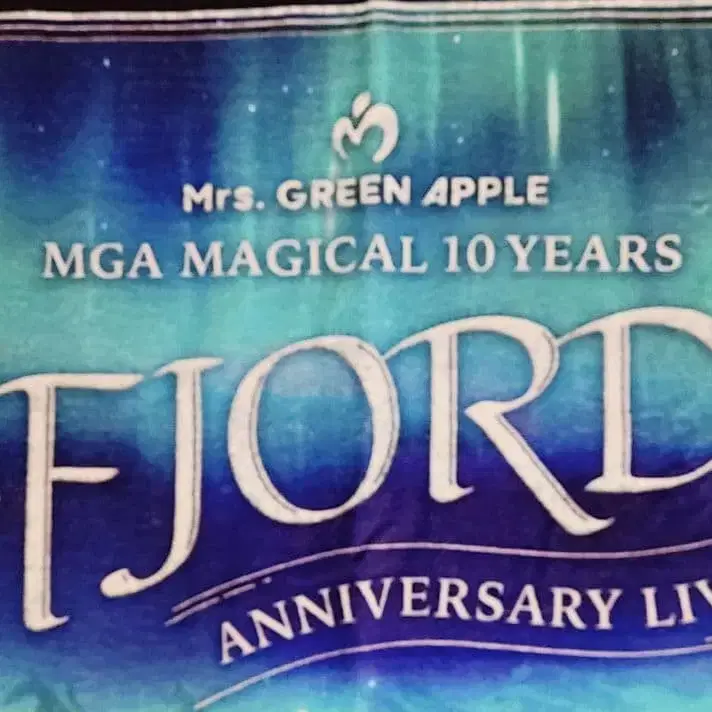 Mrs. GREEN APPLE
MGA MAGICAL 10 YEARS
FJORD
ANNIVERSARY LIV